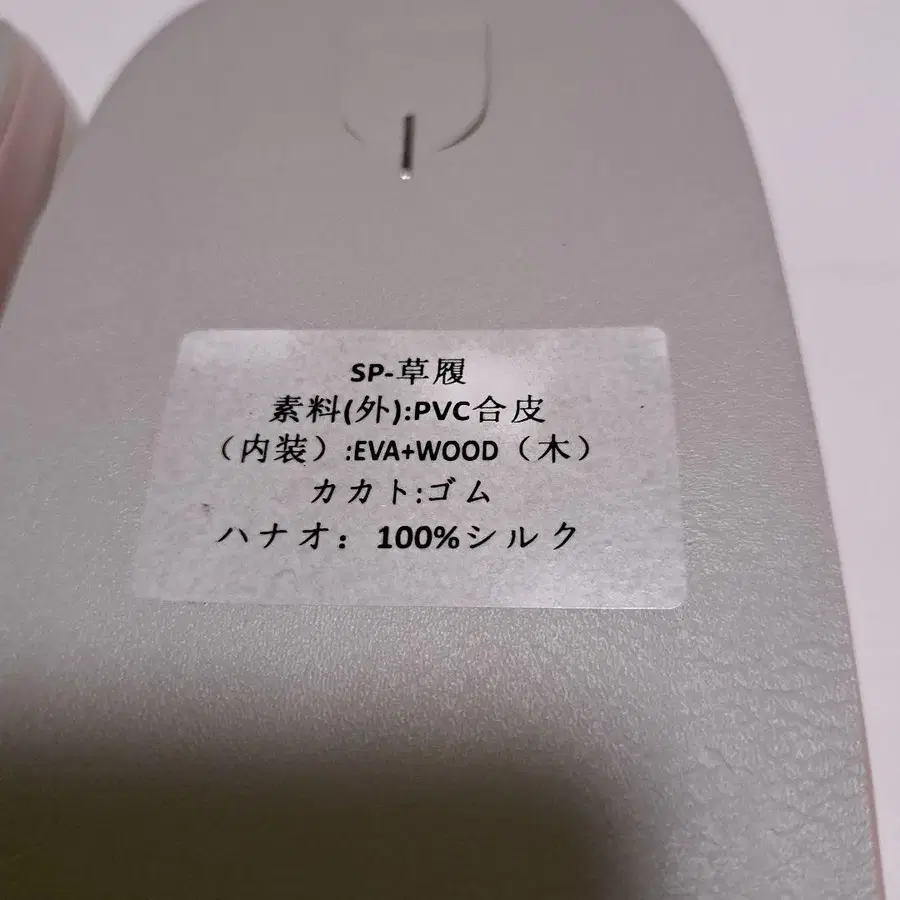 SP-草履
素料(外):PVC合皮
（内装）:EVA+WOOD（木）
カカト:ゴム
ハナオ： 100%シルク